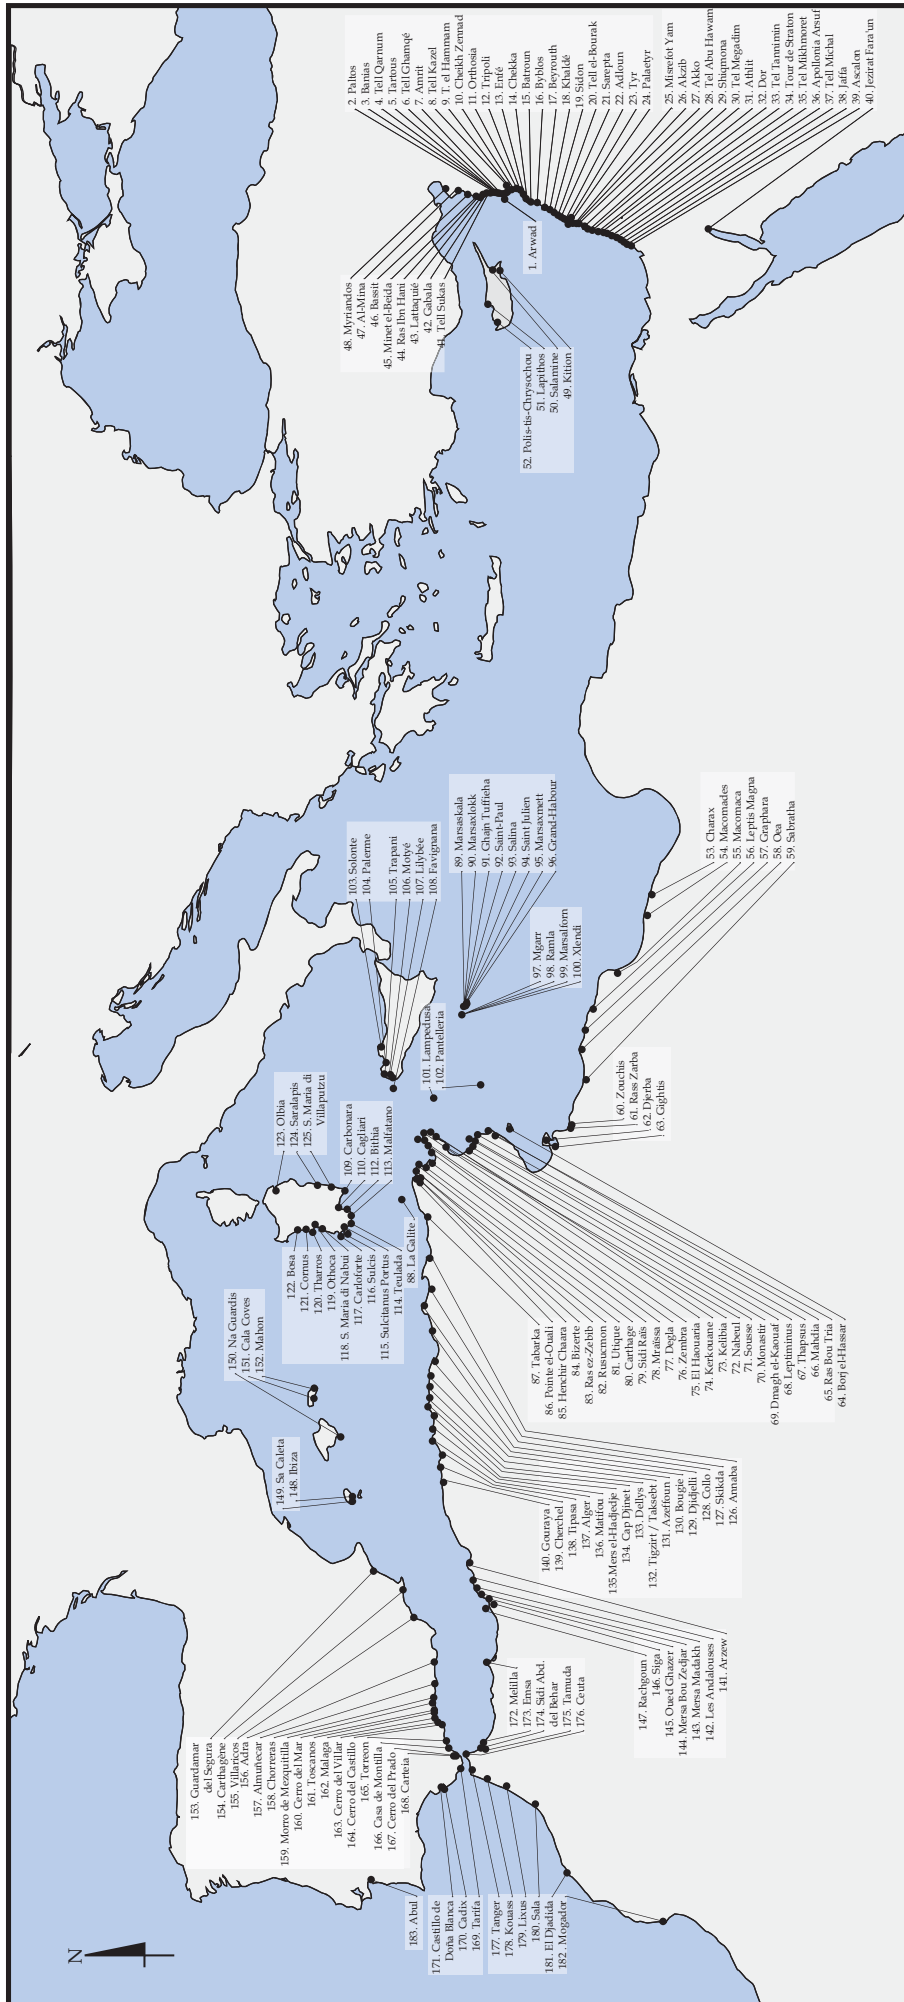 N
1. Arwad
2. Paltos
3. Banias
4. Tell Qarnum
5. Tartous
6. Tell Ghamqé
7. Amrit
8. Tell Kazel
9. T. el Hammam
10. Cheikh Zennad
11. Orthosia
12. Tripoli
13. Enfé
14. Chekka
15. Batroun
16. Byblos
17. Beyrouth
18. Khaldé
19. Sidon
20. Tell el-Bourak
21. Sarepta
22. Adloun
23. Tyr
24. Palaetyr
25. Misrefot Yam
26. Akzib
27. Akko
28. Tel Abu Hawam
29. Shiqmona
30. Tel Megadim
31. Athlit
32. Dor
33. Tel Tannimin
34. Tour de Straton
35. Tel Mikhmoret
36. Apollonia Arsuf
37. Tell Michal
38. Jaffa
39. Ascalon
40. Jezirat Fara'un
48. Myriandos
47. Al-Mina
46. Bassit
45. Minet el-Beida
44. Ras Ibn Hani
43. Lattaquié
42. Gabala
41. Tell Sukas
52. Polis-tis-Chrysochou
51. Lapithos
50. Salamine
49. Kition
53. Charax
54. Macomades
55. Macomaca
56. Leptis Magna
57. Graphara
58. Oea
59. Sabratha
60. Zouchis
61. Rass Zarba
62. Djerba
63. Gightis
103. Solonte
104. Palerme
105. Trapani
106. Motyé
107. Lilybée
108. Favignana
89. Marsaskala
90. Marsaxlokk
91. Ghajn Tuffieha
92. Saint-Paul
93. Salina
94. Saint Julien
95. Marsaxmett
96. Grand-Habour
97. Mgarr
98. Ramla
99. Marsalforn
100. Xlendi
101. Lampedusa
102. Pantelleria
123. Olbia
124. Saralapis
125. S. Maria di
Villaputzu
109. Carbonara
110. Cagliari
112. Bithia
113. Malfatano
122. Bosa
121. Cornus
120. Tharros
119. Othoca
118. S. Maria di Nabui
117. Carloforte
116. Sulcis
115. Sulcitanus Portus
114. Teulada
88. La Galite
87. Tabarka
86. Pointe el-Ouali
85. Henchir Chaara
84. Bizerte
83. Ras ez-Zebib
82. Rusucmon
81. Utique
80. Carthage
79. Sidi Raïs
78. Mraïssa
77. Degla
76. Zembra
75. El Haouaria
74. Kerkouane
73. Kelibia
72. Nabeul
71. Sousse
70. Monastir
69. Dmagh el-Kaouaf
68. Leptiminus
67. Thapsus
66. Mahdia
65. Ras Bou Tria
64. Borj el-Hassar
150. Na Guardis
151. Cala Coves
152. Mahon
149. Sa Caleta
148. Ibiza
140. Gouraya
139. Cherchel
138. Tipasa
137. Alger
136. Matifou
135.Mers el-Hadjedje
134. Cap Djinet
133. Dellys
132. Tigzirt / Taksebt
131. Azeffoun
130. Bougie
129. Djidjelli
128. Collo
127. Skikda
126. Annaba
147. Rachgoun
146. Siga
145. Oued Ghazer
144. Mersa Bou Zedjar
143. Mersa Madakh
142. Les Andalouses
141. Arzew
153. Guardamar
del Segura
154. Carthagène
155. Villaricos
156. Adra
157. Almuñecar
158. Chorreras
159. Morro de Mezquitilla
160. Cerro del Mar
161. Toscanos
162. Malaga
163. Cerro del Villar
164. Cerro del Castillo
165. Torreon
166. Casa de Montilla
167. Cerro del Prado
168. Carteia
172. Melilla
173. Emsa
174. Sidi Abd.
del Behar
175. Tamuda
176. Ceuta
183. Abul
171. Castillo de
Doña Blanca
170. Cadix
169. Tarifa
177. Tanger
178. Kouass
179. Lixus
180. Sala
181. El Djadida
182. Mogador